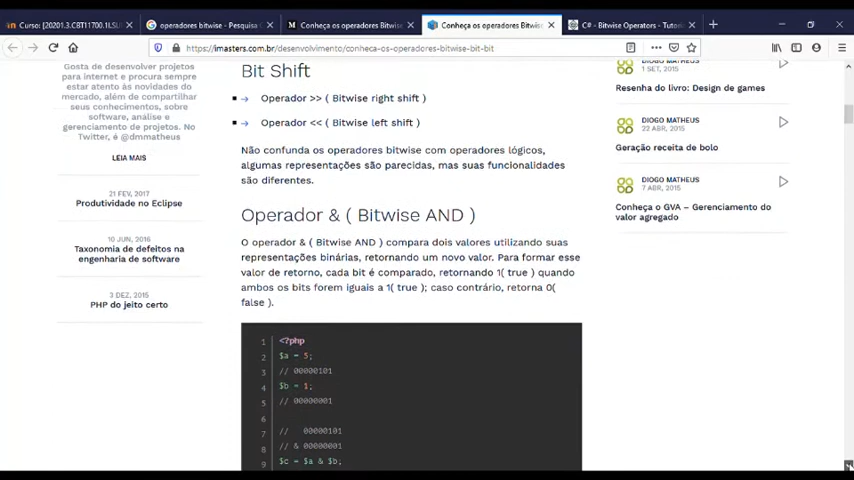 Curso: [20201.3.CBT11700.1I.SU
operadores bitwise - Pesquisa
Conheça os operadores Bitwise
Conheça os operadores Bitwise
C# - Bitwise Operators - Tutori
https://imasters.com.br/desenvolvimento/conheca-os-operadores-bitwise-bit-bit
Gosta de desenvolver projetos
para internet e procura sempre
estar atento às novidades do
mercado, além de compartilhar
seus conhecimentos, sobre
software, análise e
gerenciamento de projetos. No
Twitter, é @dmmatheus
LEIA MAIS
21 FEV, 2017
Produtividade no Eclipse
10 JUN, 2016
Taxonomia de defeitos na
engenharia de software
3 DEZ, 2015
PHP do jeito certo
Bit Shift
Operador >> ( Bitwise right shift )
Operador << ( Bitwise left shift )
Não confunda os operadores bitwise com operadores lógicos,
algumas representações são parecidas, mas suas funcionalidades
são diferentes.
Operador & ( Bitwise AND )
O operador & ( Bitwise AND ) compara dois valores utilizando suas
representações binárias, retornando um novo valor. Para formar esse
valor de retorno, cada bit é comparado, retornando 1( true ) quando
ambos os bits forem iguais a 1( true ); caso contrário, retorna 0(
false ).
1 <?php
2 $a = 5;
3 // 00000101
4 $b = 1;
5 // 00000001
6
7 //   00000101
8 // & 00000001
9 $c = $a & $b;
DIOGO MATHEUS
1 SET, 2015
Resenha do livro: Design de games
DIOGO MATHEUS
22 ABR, 2015
Geração receita de bolo
DIOGO MATHEUS
7 ABR, 2015
Conheça o GVA – Gerenciamento do
valor agregado